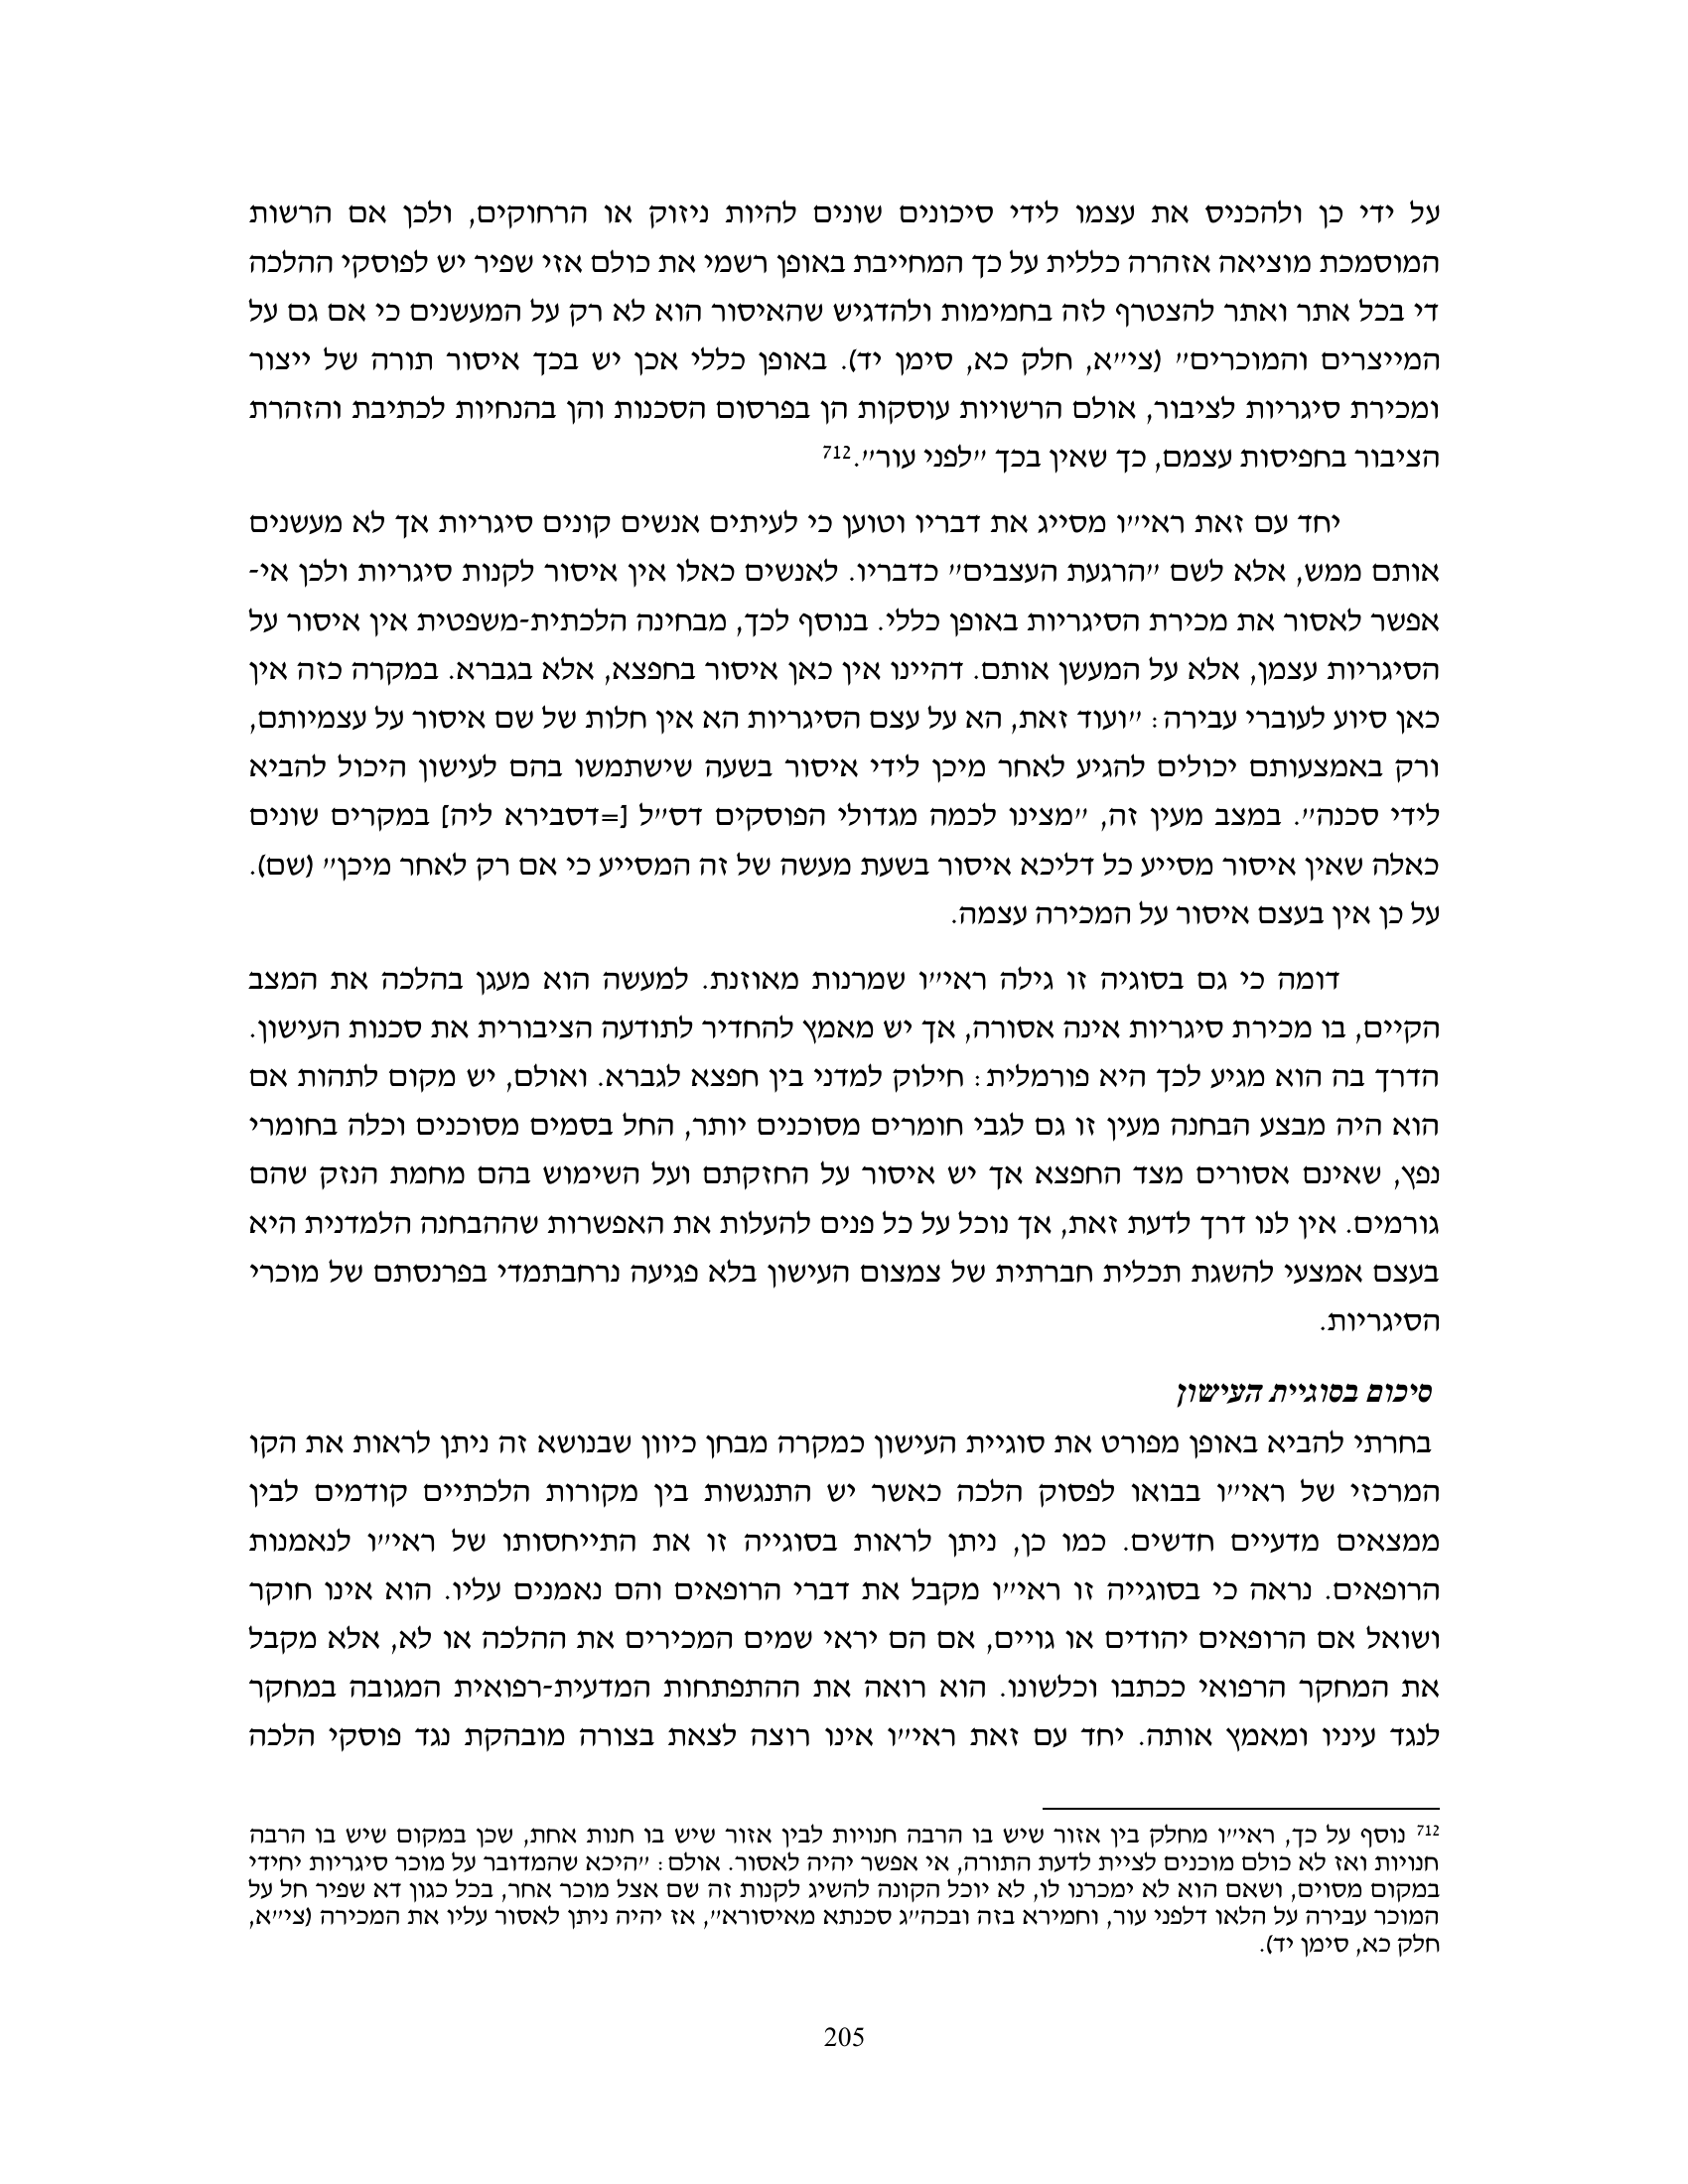 על ידי כן ולהכניס את עצמו לידי סיכונים שונים להיות ניזוק או הרחוקים, ולכן אם הרשות
המוסמכת מוציאה אזהרה כללית על כך המחייבת באופן רשמי את כולם אזי שפיר יש לפוסקי ההלכה
די בכל אתר ואתר להצטרף לזה בחמימות ולהדגיש שהאיסור הוא לא רק על המעשנים כי אם גם על
המייצרים והמוכרים״ (צי״א, חלק כא, סימן יד). באופן כללי אכן יש בכך איסור תורה של ייצור
ומכירת סיגריות לציבור, אולם הרשויות עוסקות הן בפרסום הסכנות והן בהנחיות לכתיבת והזהרת
הציבור בחפיסות עצמם, כך שאין בכך ״לפני עור״.712
יחד עם זאת ראי״ו מסייג את דבריו וטוען כי לעיתים אנשים קונים סיגריות אך לא מעשנים
אותם ממש, אלא לשם ״הרגעת העצבים״ כדבריו. לאנשים כאלו אין איסור לקנות סיגריות ולכן אי-
אפשר לאסור את מכירת הסיגריות באופן כללי. בנוסף לכך, מבחינה הלכתית-משפטית אין איסור על
הסיגריות עצמן, אלא על המעשן אותם. דהיינו אין כאן איסור בחפצא, אלא בגברא. במקרה כזה אין
כאן סיוע לעוברי עבירה: ״ועוד זאת, הא על עצם הסיגריות הא אין חלות של שם איסור על עצמיותם,
ורק באמצעותם יכולים להגיע לאחר מיכן לידי איסור בשעה שישתמשו בהם לעישון היכול להביא
לידי סכנה״. במצב מעין זה, ״מצינו לכמה מגדולי הפוסקים דס״ל [=דסבירא ליה] במקרים שונים
כאלה שאין איסור מסייע כל דליכא איסור בשעת מעשה של זה המסייע כי אם רק לאחר מיכן״ (שם).
על כן אין בעצם איסור על המכירה עצמה.
דומה כי גם בסוגיה זו גילה ראי״ו שמרנות מאוזנת. למעשה הוא מעגן בהלכה את המצב
הקיים, בו מכירת סיגריות אינה אסורה, אך יש מאמץ להחדיר לתודעה הציבורית את סכנות העישון.
הדרך בה הוא מגיע לכך היא פורמלית: חילוק למדני בין חפצא לגברא. ואולם, יש מקום לתהות אם
הוא היה מבצע הבחנה מעין זו גם לגבי חומרים מסוכנים יותר, החל בסמים מסוכנים וכלה בחומרי
נפץ, שאינם אסורים מצד החפצא אך יש איסור על החזקתם ועל השימוש בהם מחמת הנזק שהם
גורמים. אין לנו דרך לדעת זאת, אך נוכל על כל פנים להעלות את האפשרות שההבחנה הלמדנית היא
בעצם אמצעי להשגת תכלית חברתית של צמצום העישון בלא פגיעה נרחבתמדי בפרנסתם של מוכרי
הסיגריות.
סיכום בסוגיית העישון
בחרתי להביא באופן מפורט את סוגיית העישון כמקרה מבחן כיוון שבנושא זה ניתן לראות את הקו
המרכזי של ראי״ו בבואו לפסוק הלכה כאשר יש התנגשות בין מקורות הלכתיים קודמים לבין
ממצאים מדעיים חדשים. כמו כן, ניתן לראות בסוגייה זו את התייחסותו של ראי״ו לנאמנות
הרופאים. נראה כי בסוגייה זו ראי״ו מקבל את דברי הרופאים והם נאמנים עליו. הוא אינו חוקר
ושואל אם הרופאים יהודים או גויים, אם הם יראי שמים המכירים את ההלכה או לא, אלא מקבל
את המחקר הרפואי ככתבו וכלשונו. הוא רואה את ההתפתחות המדעית-רפואית המגובה במחקר
לנגד עיניו ומאמץ אותה. יחד עם זאת ראי״ו אינו רוצה לצאת בצורה מובהקת נגד פוסקי הלכה
712 נוסף על כך, ראי״ו מחלק בין אזור שיש בו הרבה חנויות לבין אזור שיש בו חנות אחת, שכן במקום שיש בו הרבה
חנויות ואז לא כולם מוכנים לציית לדעת התורה, אי אפשר יהיה לאסור. אולם: ״היכא שהמדובר על מוכר סיגריות יחידי
במקום מסוים, ושאם הוא לא ימכרנו לו, לא יוכל הקונה להשיג לקנות זה שם אצל מוכר אחר, בכל כגון דא שפיר חל על
המוכר עבירה על הלאו דלפני עור, וחמירא בזה ובכה״ג סכנתא מאיסורא״, אז יהיה ניתן לאסור עליו את המכירה (צי״א,
חלק כא, סימן יד).
205